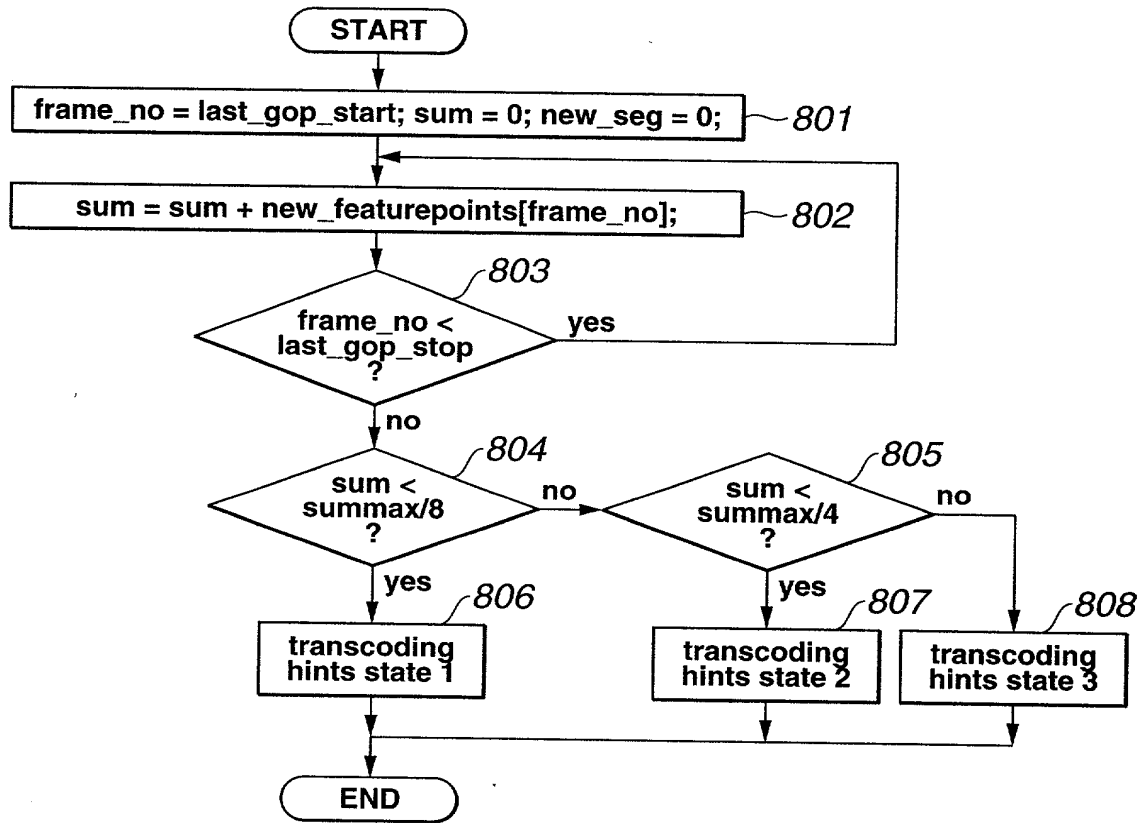 START
frame_no = last_gop_start; sum = 0; new_seg = 0;
801
sum = sum + new_featurepoints[frame_no];
802
803
frame_no <
last_gop_stop
?
yes
no
804
sum <
summax/8
?
no
805
sum <
summax/4
?
no
yes
806
transcoding
hints state 1
yes
807
transcoding
hints state 2
808
transcoding
hints state 3
END